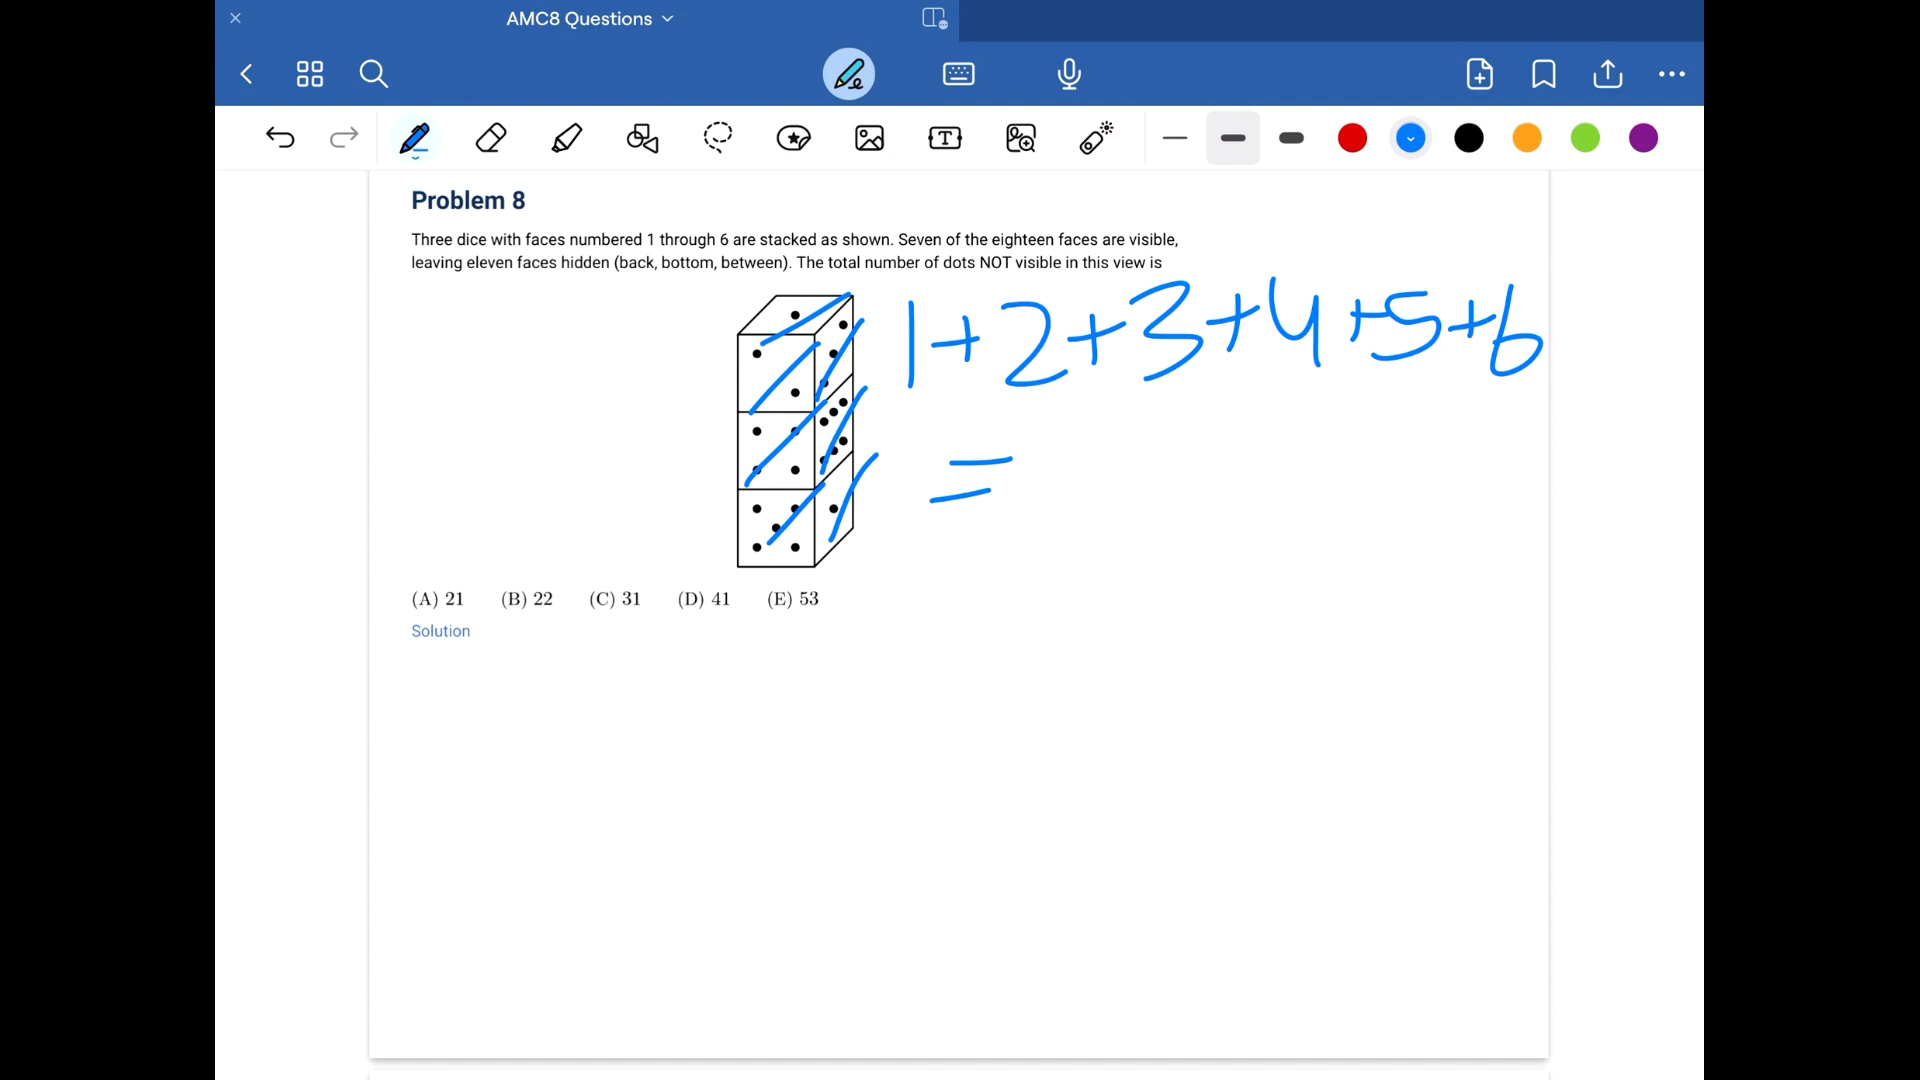 AMC8 Questions
Problem 8
Three dice with faces numbered 1 through 6 are stacked as shown. Seven of the eighteen faces are visible,
leaving eleven faces hidden (back, bottom, between). The total number of dots NOT visible in this view is
1+2+3+4+5+6
=
(A) 21 (B) 22 (C) 31 (D) 41 (E) 53
Solution